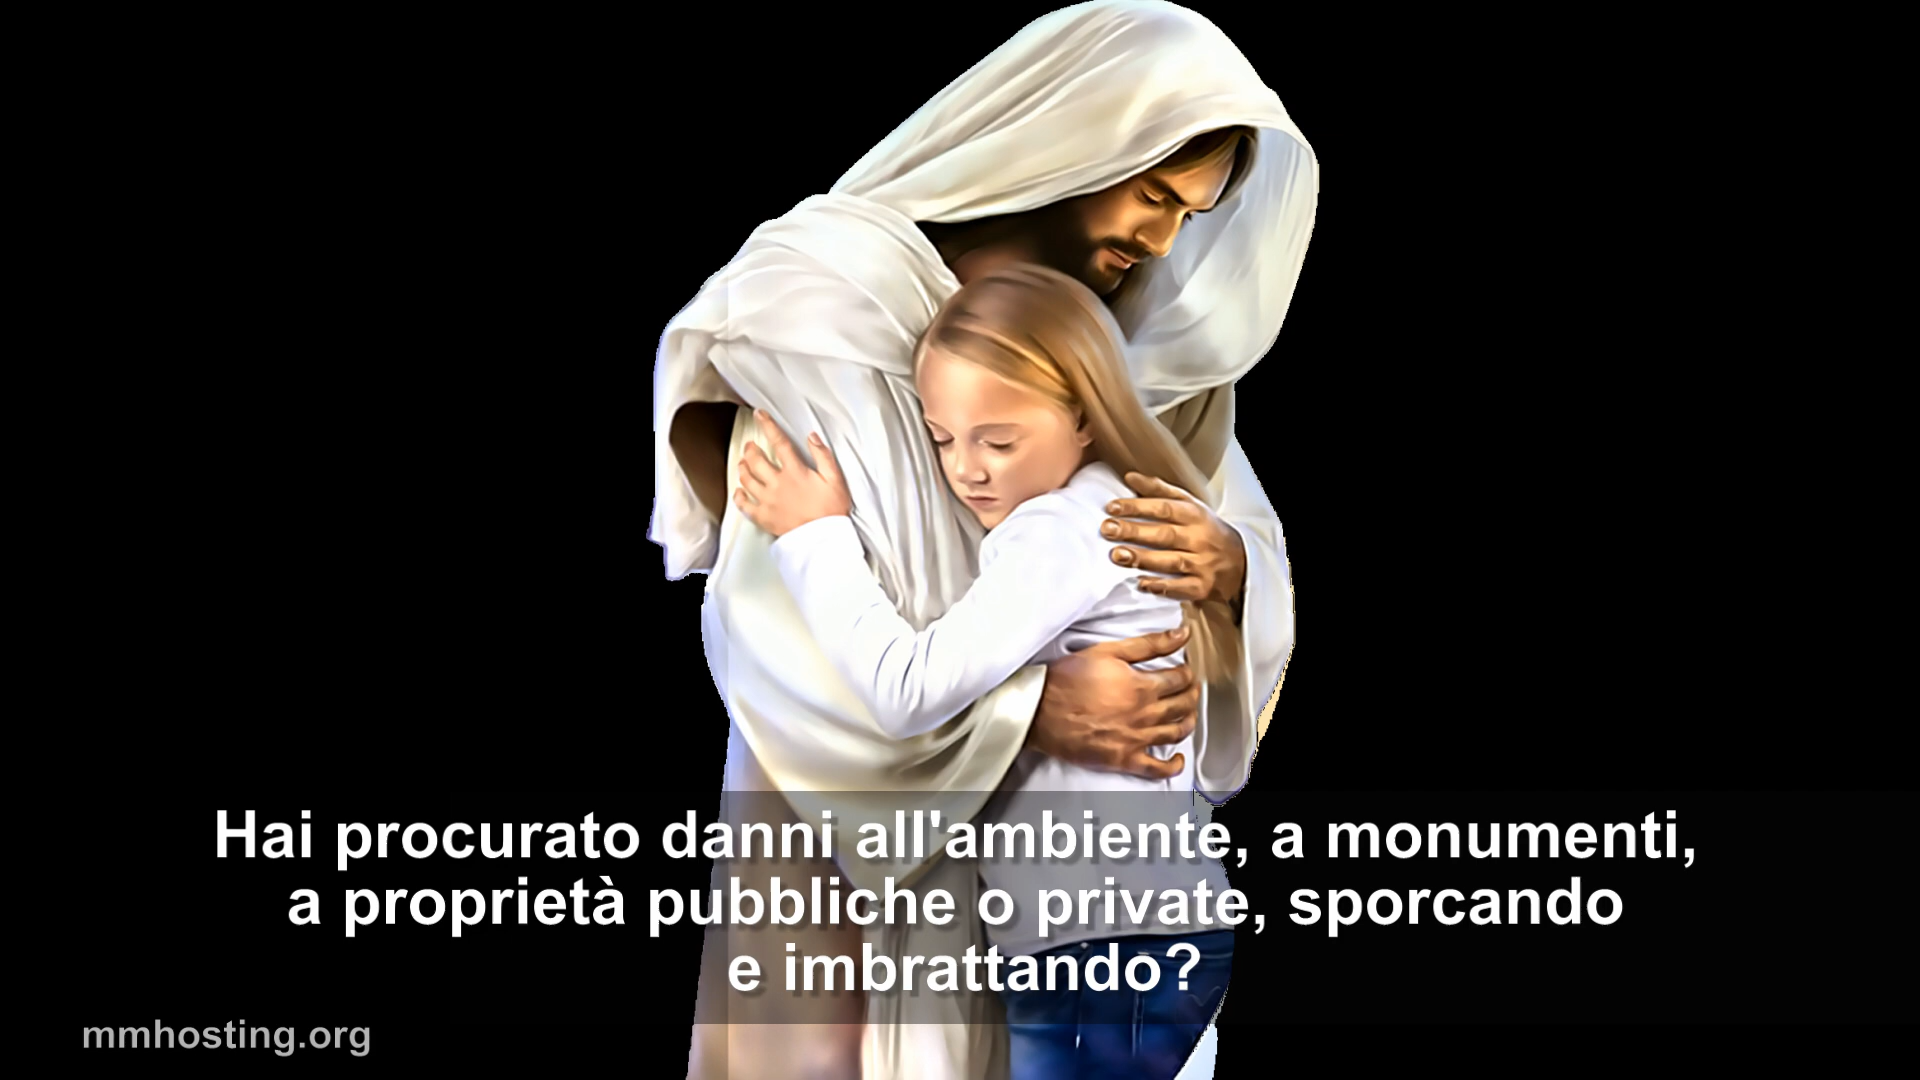 Hai procurato danni all'ambiente, a monumenti,
a proprietà pubbliche o private, sporcando
e imbrattando?
mmhosting.org